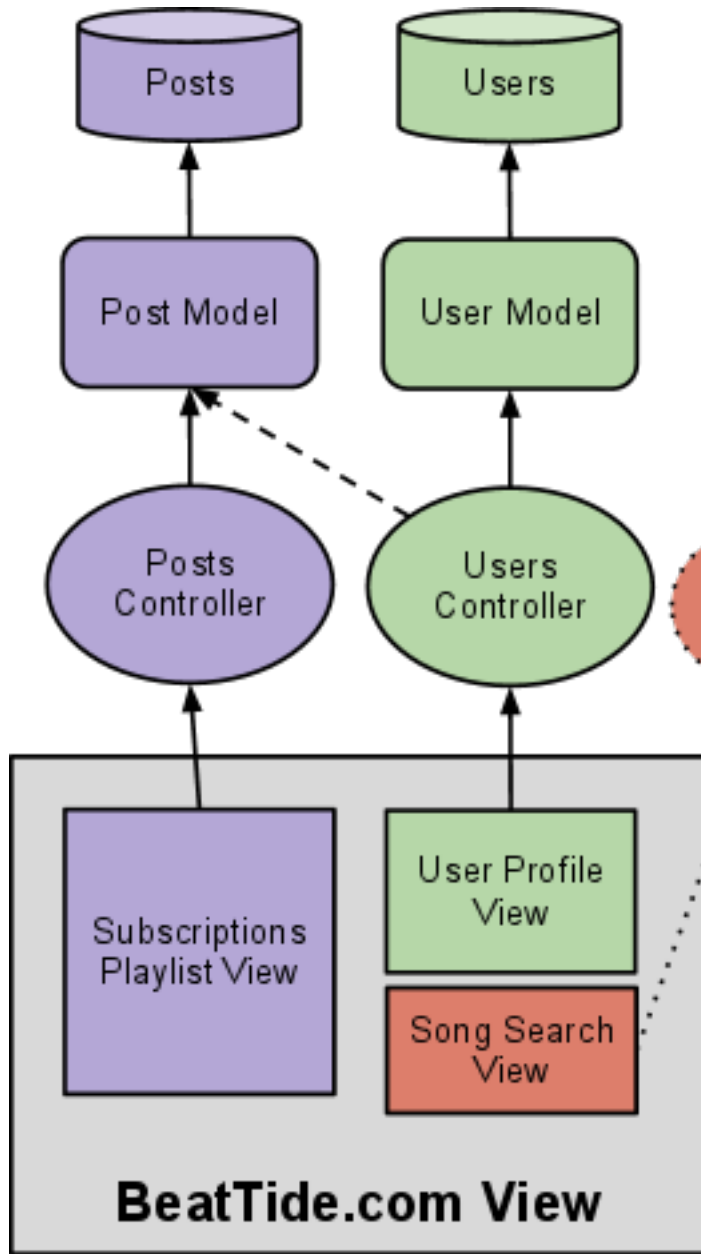 Posts
Users
Post Model
User Model
Posts
Controller
Users
Controller
Subscriptions
Playlist View
User Profile
View
Song Search
View
BeatTide.com View